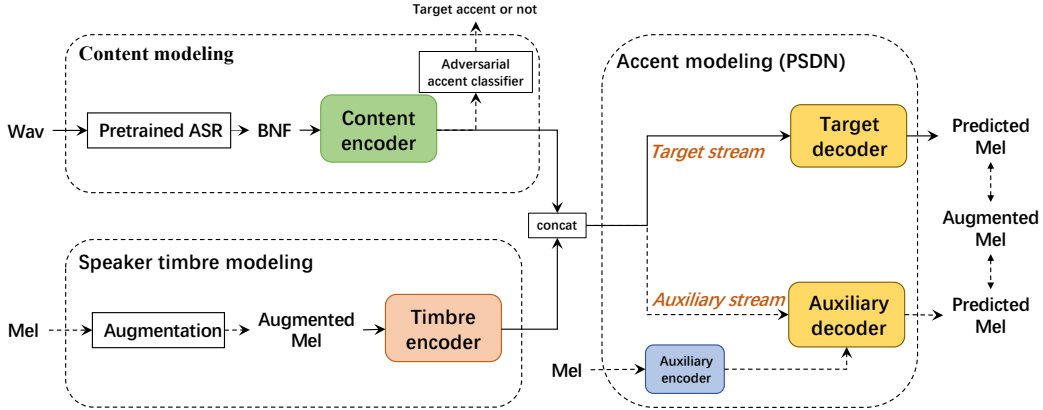 Target accent or not
Content modeling
Adversarial
accent classifier
Wav
Pretrained ASR
BNF
Content
encoder
Speaker timbre modeling
Mel
Augmentation
Augmented
Mel
Timbre
encoder
concat
Accent modeling (PSDN)
Target stream
Target
decoder
Predicted
Mel
Augmented
Mel
Auxiliary stream
Auxiliary
decoder
Predicted
Mel
Mel
Auxiliary
encoder